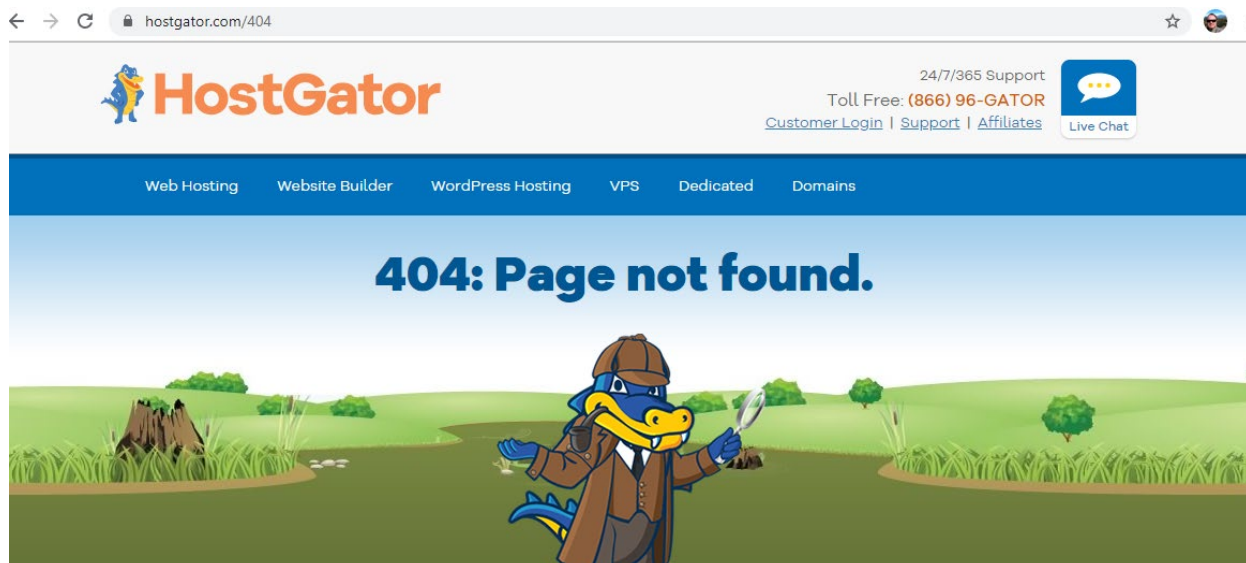 hostgator.com/404
HostGator
24/7/365 Support
Toll Free: (866) 96-GATOR
Customer Login | Support | Affiliates
Live Chat
Web Hosting Website Builder WordPress Hosting VPS Dedicated Domains
404: Page not found.